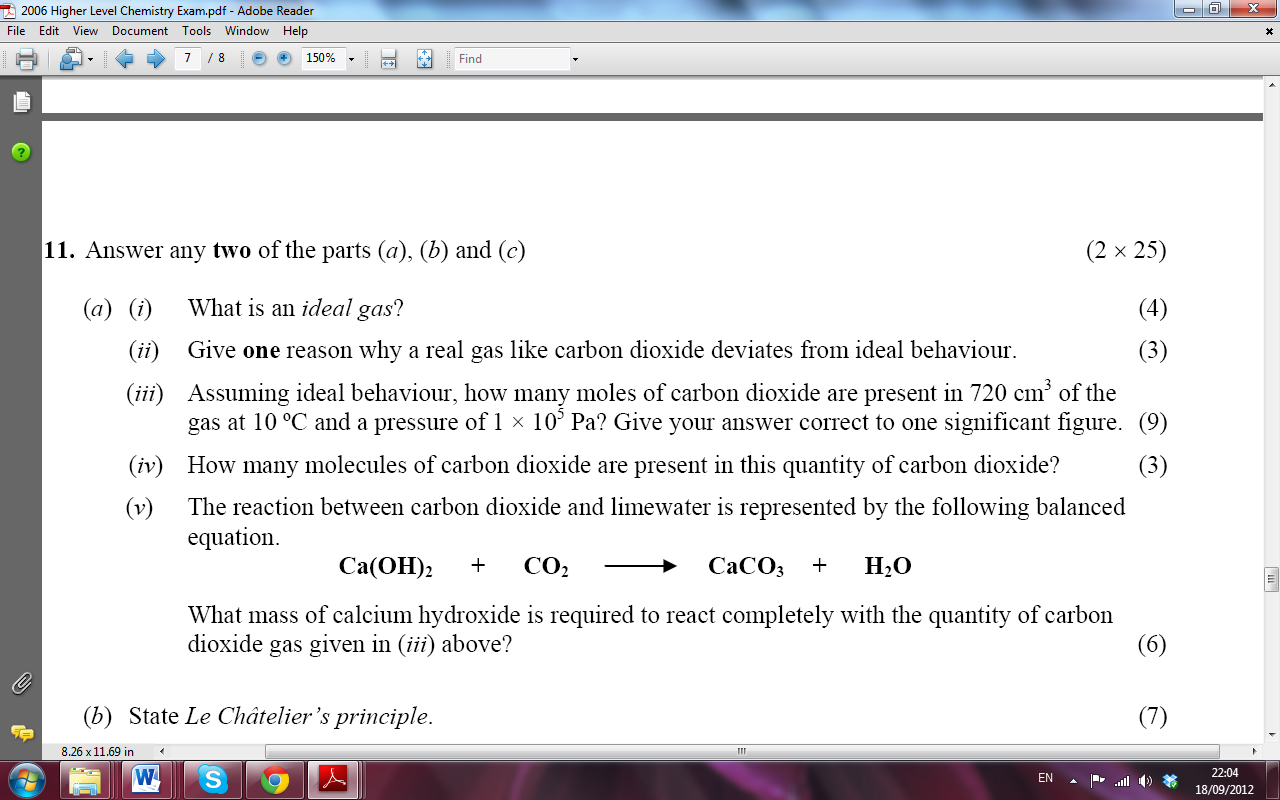 2006 Higher Level Chemistry Exam.pdf - Adobe Reader
File Edit View Document Tools Window Help
7 / 8 150% Find
11. Answer any two of the parts (a), (b) and (c) (2 × 25)
(a) (i) What is an ideal gas? (4)
(ii) Give one reason why a real gas like carbon dioxide deviates from ideal behaviour. (3)
(iii) Assuming ideal behaviour, how many moles of carbon dioxide are present in 720 cm³ of the
gas at 10 ºC and a pressure of 1 × 10⁵ Pa? Give your answer correct to one significant figure. (9)
(iv) How many molecules of carbon dioxide are present in this quantity of carbon dioxide? (3)
(v) The reaction between carbon dioxide and limewater is represented by the following balanced
equation.
Ca(OH)₂ + CO₂ ⟶ CaCO₃ + H₂O
What mass of calcium hydroxide is required to react completely with the quantity of carbon
dioxide gas given in (iii) above? (6)
(b) State Le Châtelier’s principle. (7)
8.26 x 11.69 in
EN 22:04
18/09/2012